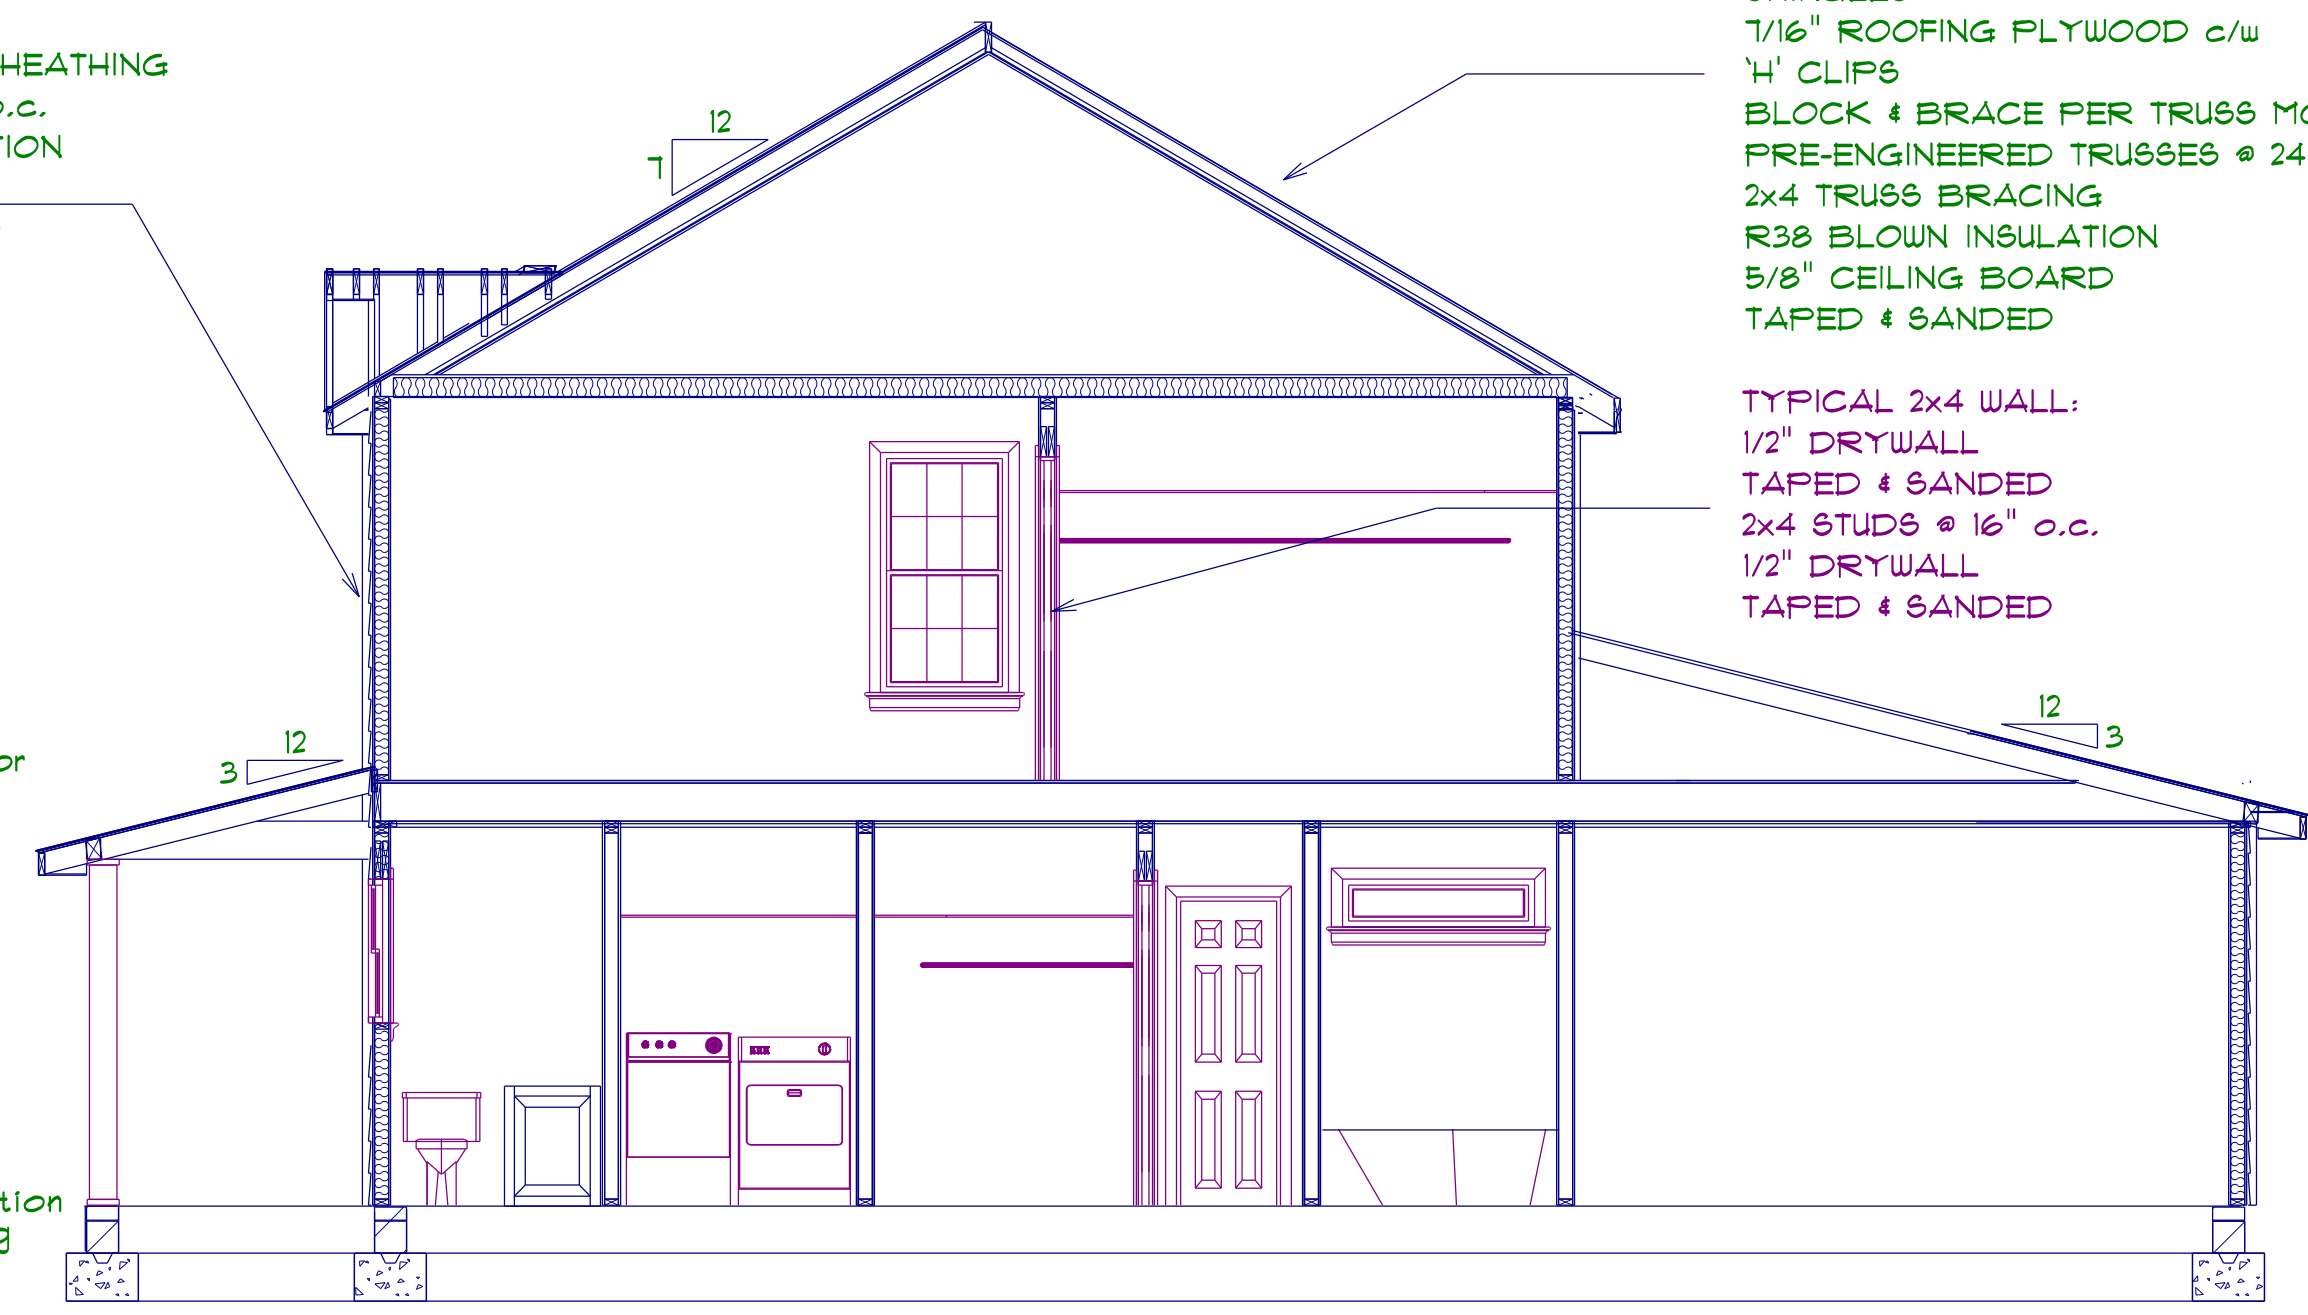 HEATHING
o.c.
TION
7/16" ROOFING PLYWOOD c/w
'H' CLIPS
BLOCK & BRACE PER TRUSS
PRE-ENGINEERED TRUSSES @ 24
2x4 TRUSS BRACING
R38 BLOWN INSULATION
5/8" CEILING BOARD
TAPED & SANDED
12
7
TYPICAL 2x4 WALL:
1/2" DRYWALL
TAPED & SANDED
2x4 STUDS @ 16" o.c.
1/2" DRYWALL
TAPED & SANDED
12
3
12
3
or
tion
g